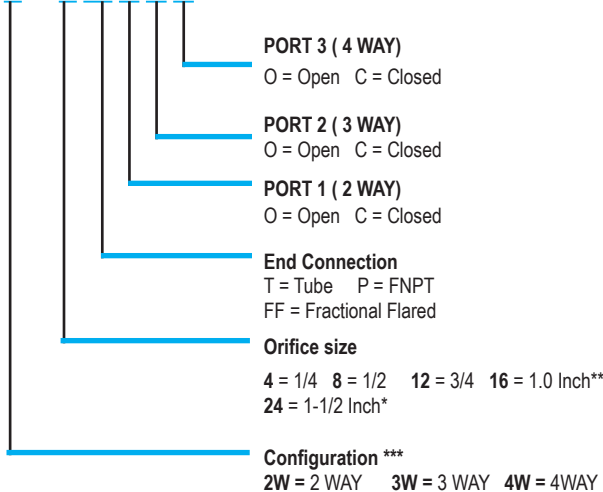 PORT 3 ( 4 WAY)
O = Open C = Closed
PORT 2 ( 3 WAY)
O = Open C = Closed
PORT 1 ( 2 WAY)
O = Open C = Closed
End Connection
T = Tube P = FNPT
FF = Fractional Flared
Orifice size
4 = 1/4 8 = 1/2 12 = 3/4 16 = 1.0 Inch**
24 = 1-1/2 Inch*
Configuration ***
2W = 2 WAY 3W = 3 WAY 4W = 4WAY